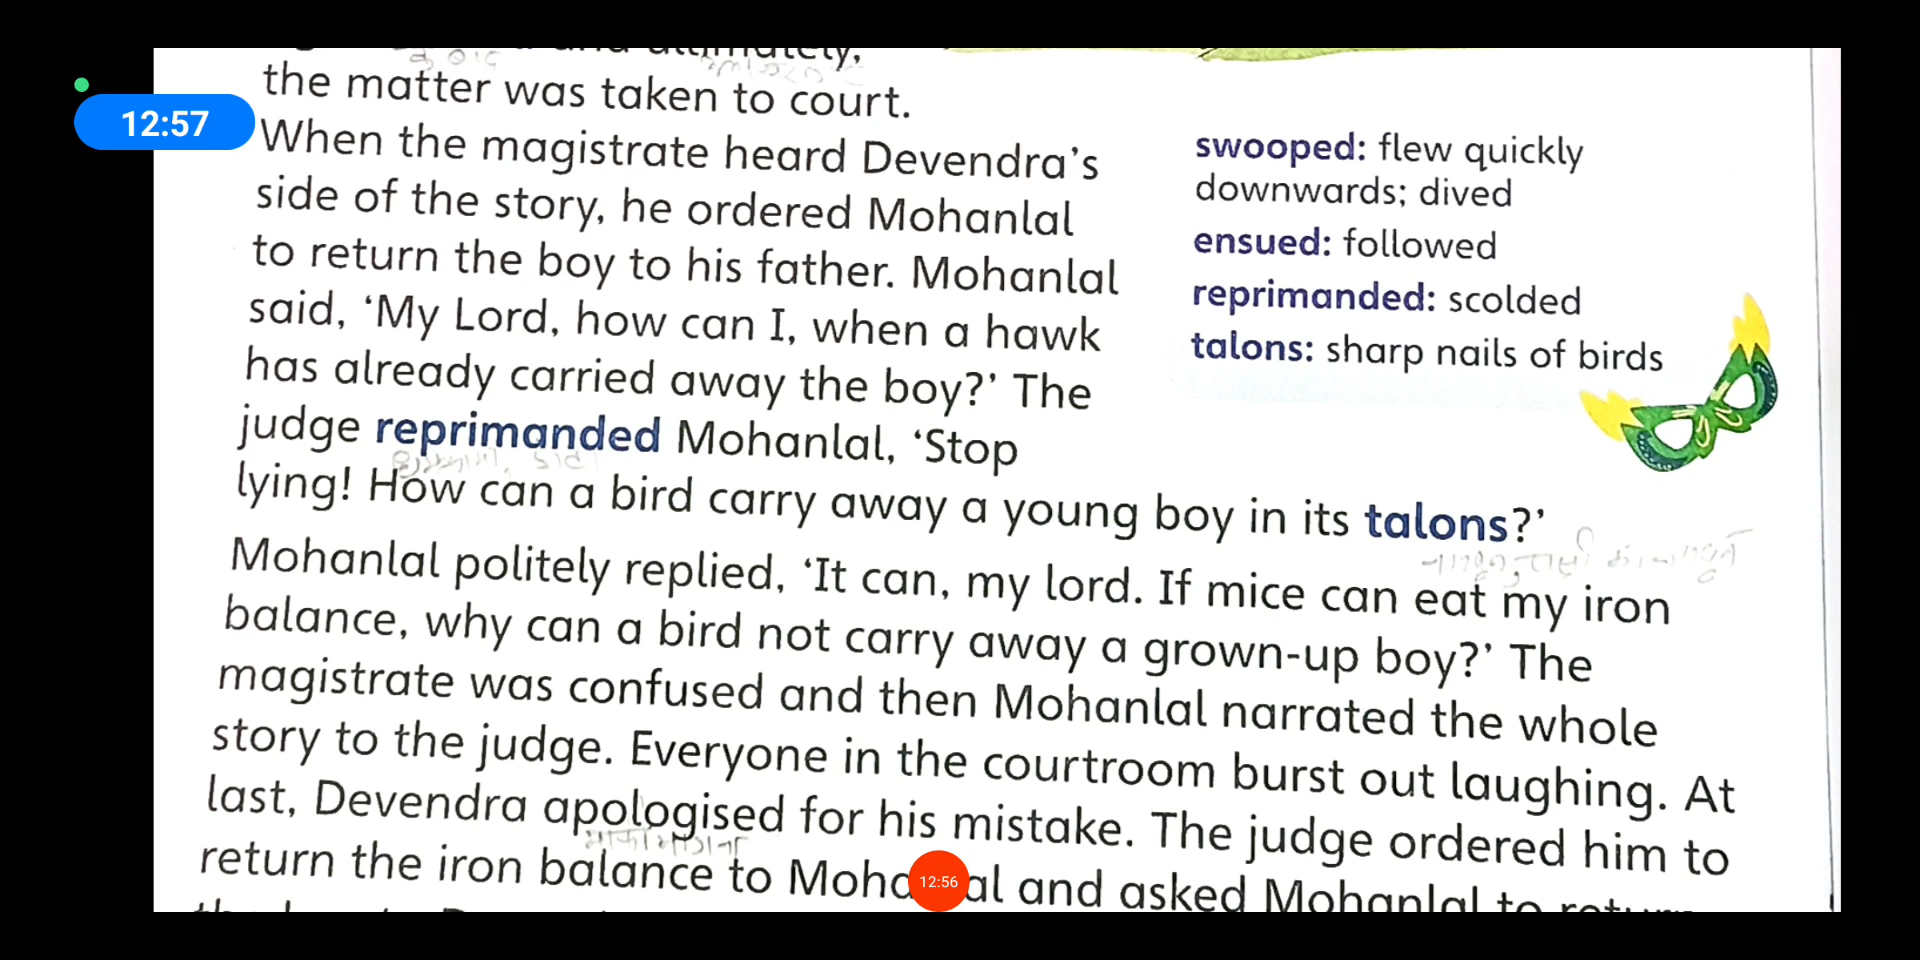 ultimately,
the matter was taken to court.
When the magistrate heard Devendra's
side of the story, he ordered Mohanlal
to return the boy to his father. Mohanlal
said, ‘My Lord, how can I, when a hawk
has already carried away the boy?’ The
judge reprimanded Mohanlal, ‘Stop
lying! How can a bird carry away a young boy in its talons?’
Mohanlal politely replied, ‘It can, my lord. If mice can eat my iron
balance, why can a bird not carry away a grown-up boy?’ The
magistrate was confused and then Mohanlal narrated the whole
story to the judge. Everyone in the courtroom burst out laughing. At
last, Devendra apologised for his mistake. The judge ordered him to
return the iron balance to and asked Mohanlal to
swooped: flew quickly
downwards; dived
ensued: followed
reprimanded: scolded
talons: sharp nails of birds
12:57
12:56